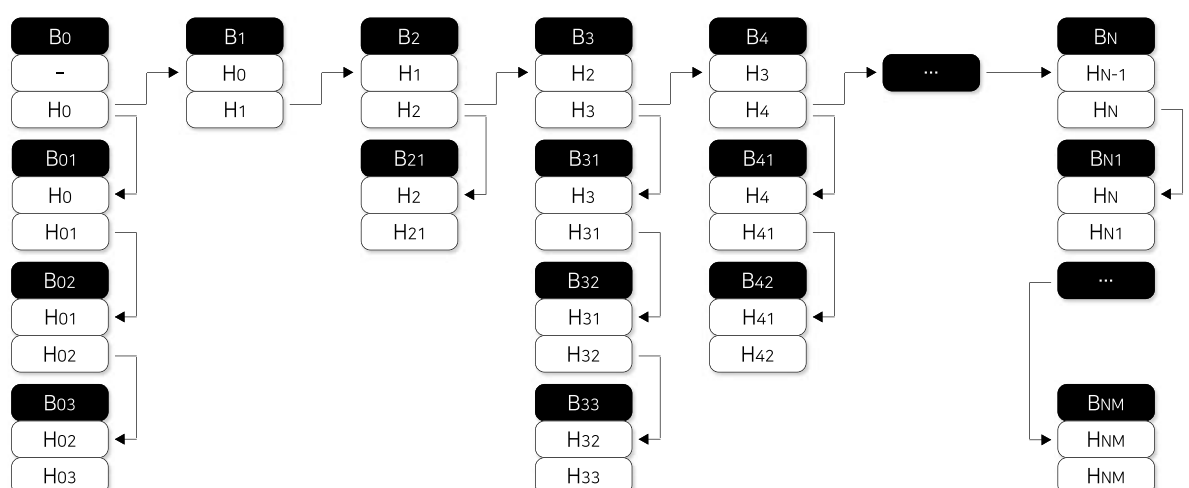 B0 B1 B2 B3 B4 BN
- H0 H1 H2 H3 ... HN-1
H0 H1 H2 H3 H4 HN
B01 B21 B31 B41 BN1
H0 H2 H3 H4 HN
H01 H21 H31 H41 HN1
B02 B32 B42 ...
H01 H31 H41
H02 H32 H42
B03 B33 BNM
H02 H32 HNM
H03 H33 HNM